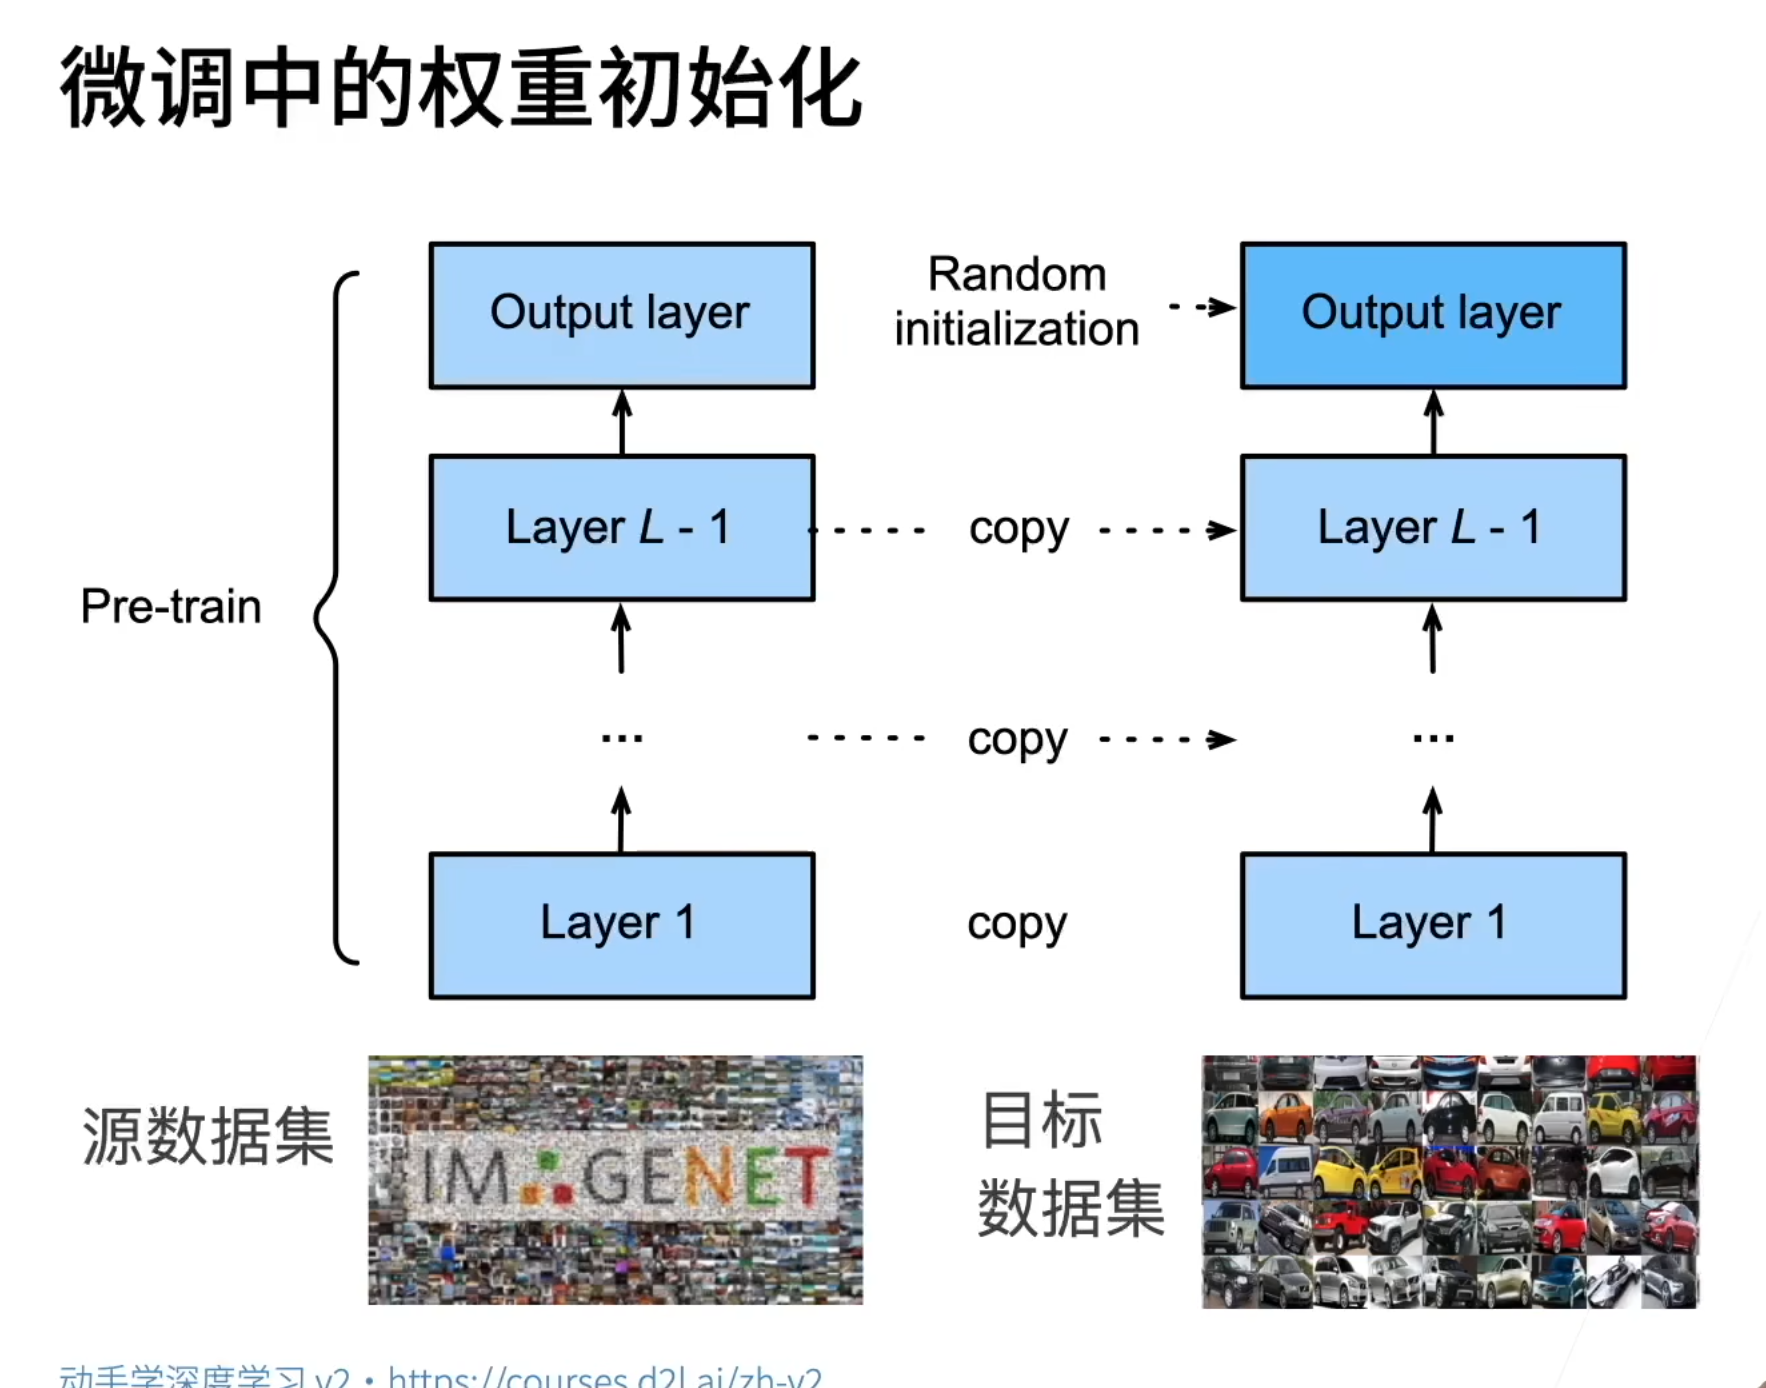 微调中的权重初始化
Output layer
Random
initialization
Output layer
Layer L - 1
copy
Layer L - 1
Pre-train
...
copy
...
Layer 1
copy
Layer 1
源数据集
IMAGENET
目标
数据集
动手学深度学习 v2 • https://courses.d2l.ai/zh-v2